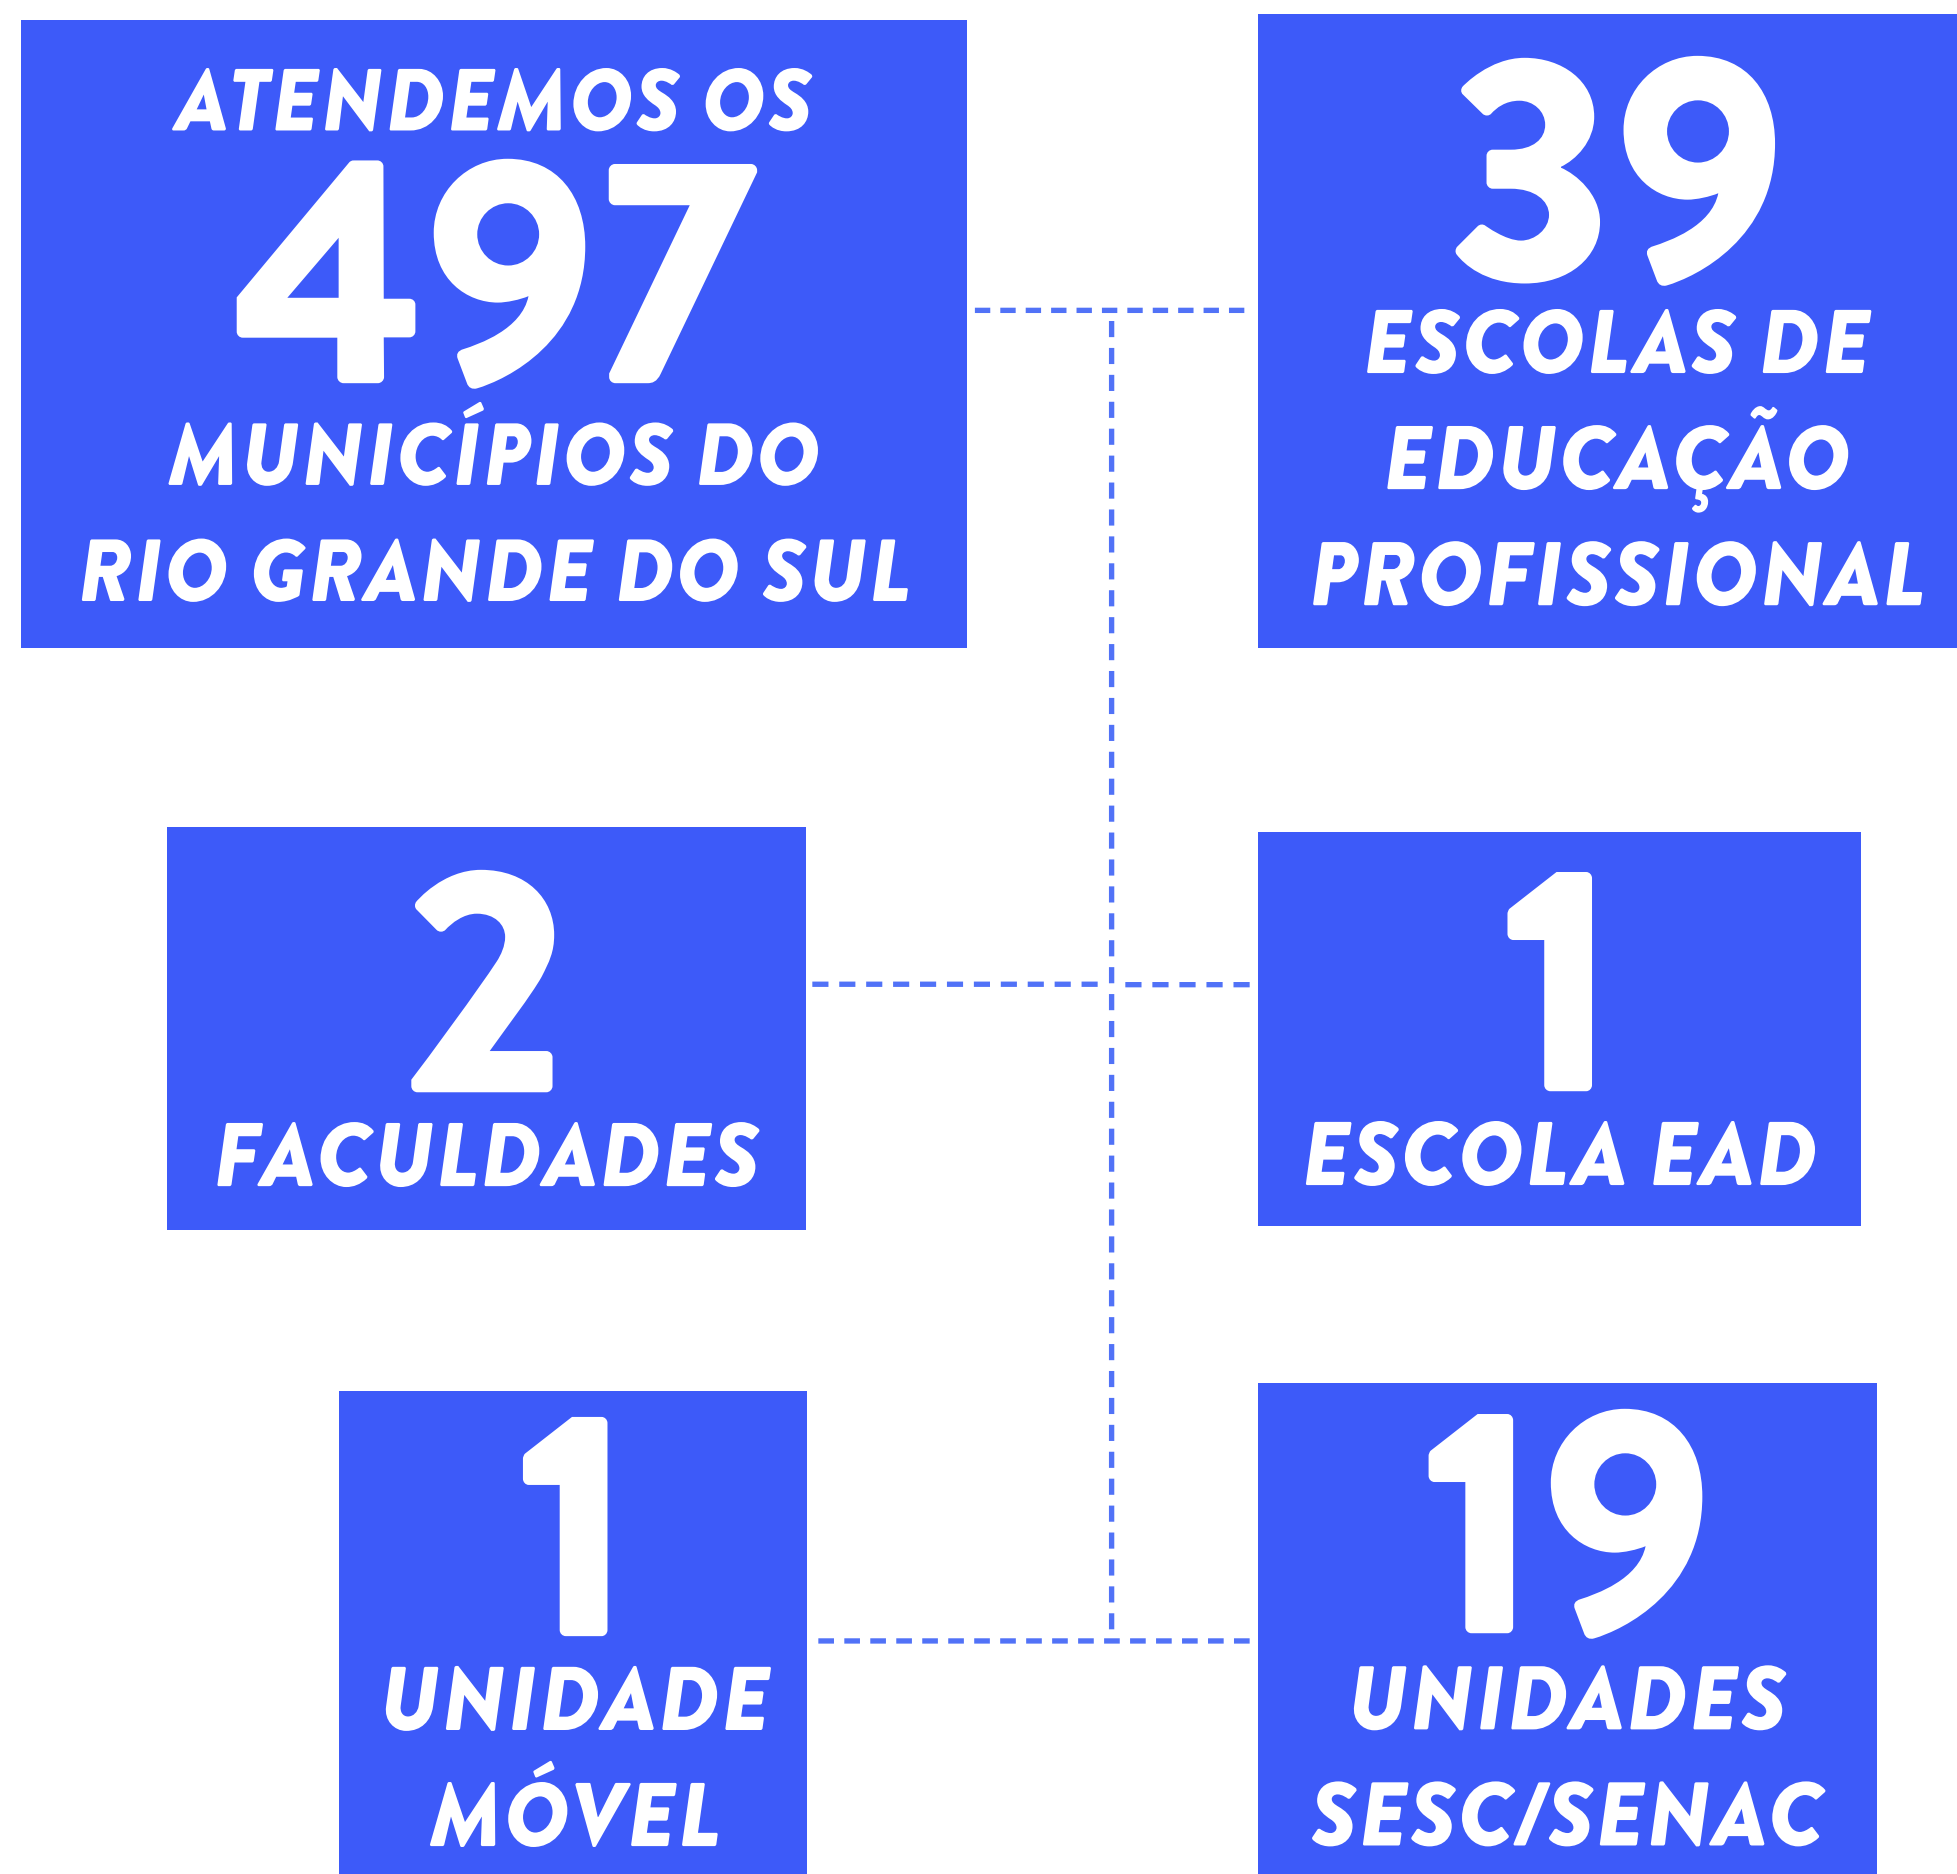 ATENDEMOS OS
497
MUNICÍPIOS DO
RIO GRANDE DO SUL
39
ESCOLAS DE
EDUCAÇÃO
PROFISSIONAL
2
FACULDADES
1
ESCOLA EAD
1
UNIDADE
MÓVEL
19
UNIDADES
SESC/SENAC